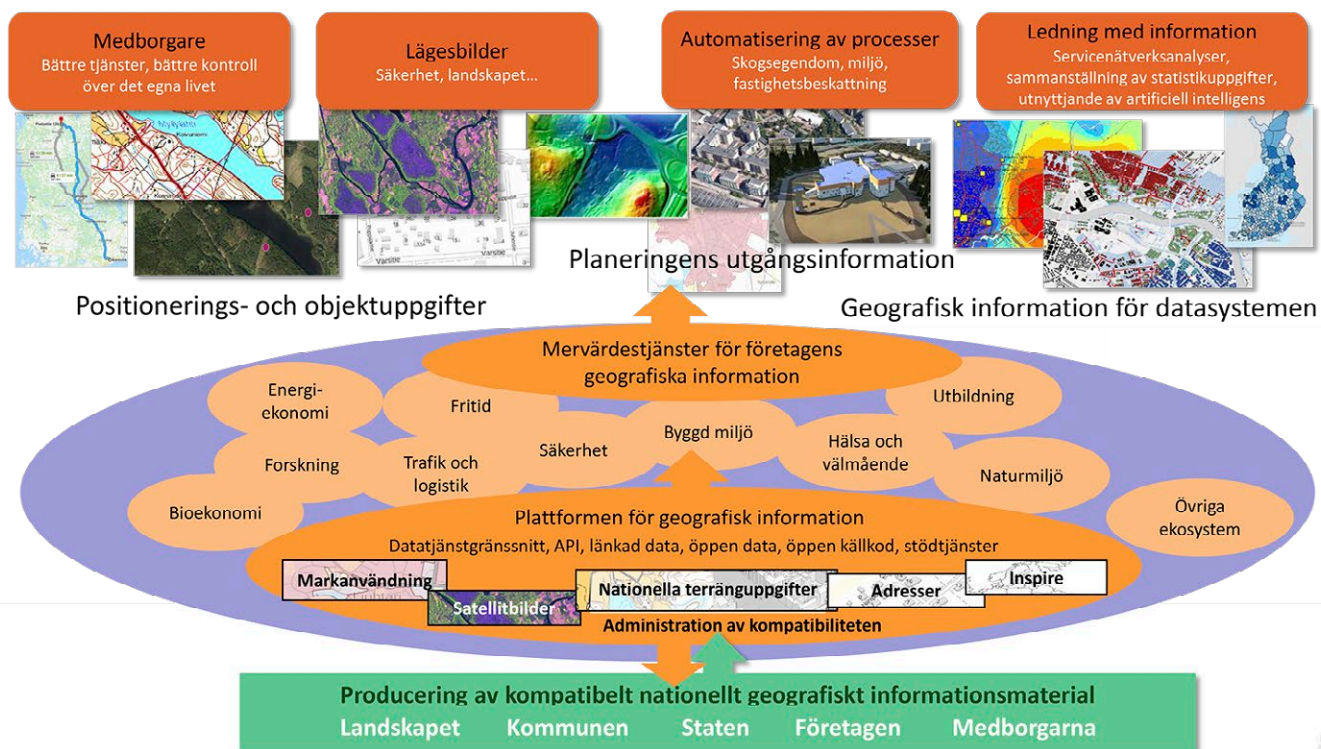 Medborgare
Bättre tjänster, bättre kontroll
över det egna livet
Lägesbilder
Säkerhet, landskapet...
Automatisering av processer
Skogsegendom, miljö,
fastighetsbeskattning
Ledning med information
Servicenätverksanalyser,
sammanställning av statistikuppgifter,
utnyttjande av artificiell intelligens
Varsitie
Varsitie
Planeringens utgångsinformation
Positionerings- och objektuppgifter
Geografisk information för datasystemen
Mervärdestjänster för företagens
geografiska information
Energi-
ekonomi
Fritid
Utbildning
Säkerhet
Byggd miljö
Hälsa och
välmående
Forskning
Trafik och
logistik
Naturmiljö
Bioekonomi
Övriga
ekosystem
Plattformen för geografisk information
Datatjänstgränssnitt, API, länkad data, öppen data, öppen källkod, stödtjänster
Markanvändning
Satellitbilder
Nationella terränguppgifter
Adresser
Inspire
Administration av kompatibiliteten
Producering av kompatibelt nationellt geografiskt informationsmaterial
Landskapet Kommunen Staten Företagen Medborgarna